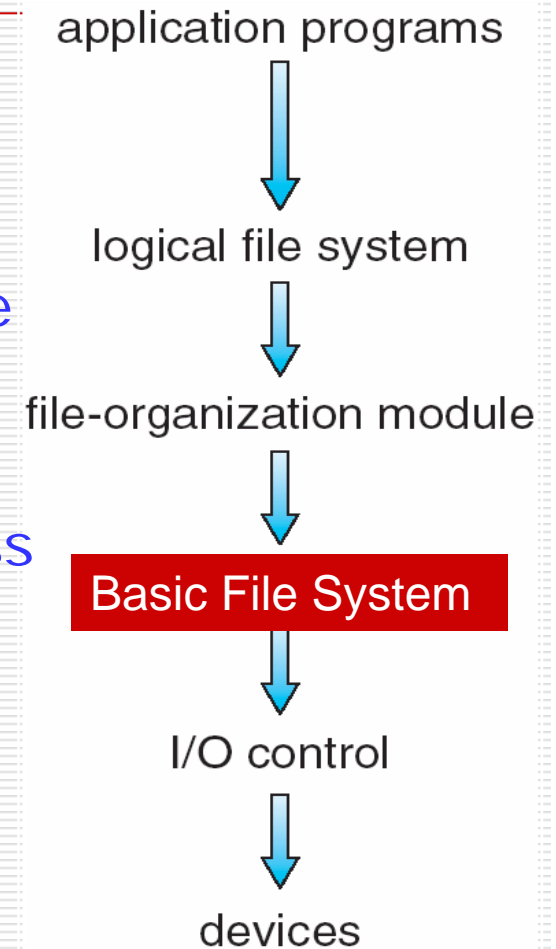 application programs
logical file system
file-organization module
Basic File System
I/O control
devices